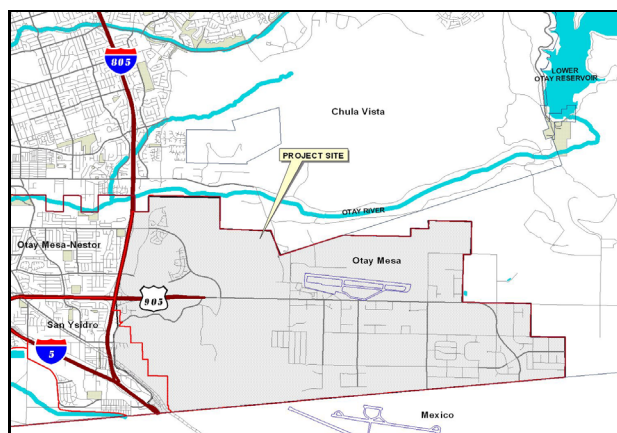 805
LOWER
OTAY RESERVOIR
Chula Vista
PROJECT SITE
OTAY RIVER
Otay Mesa-Nestor
Otay Mesa
905
San Ysidro
5
Mexico